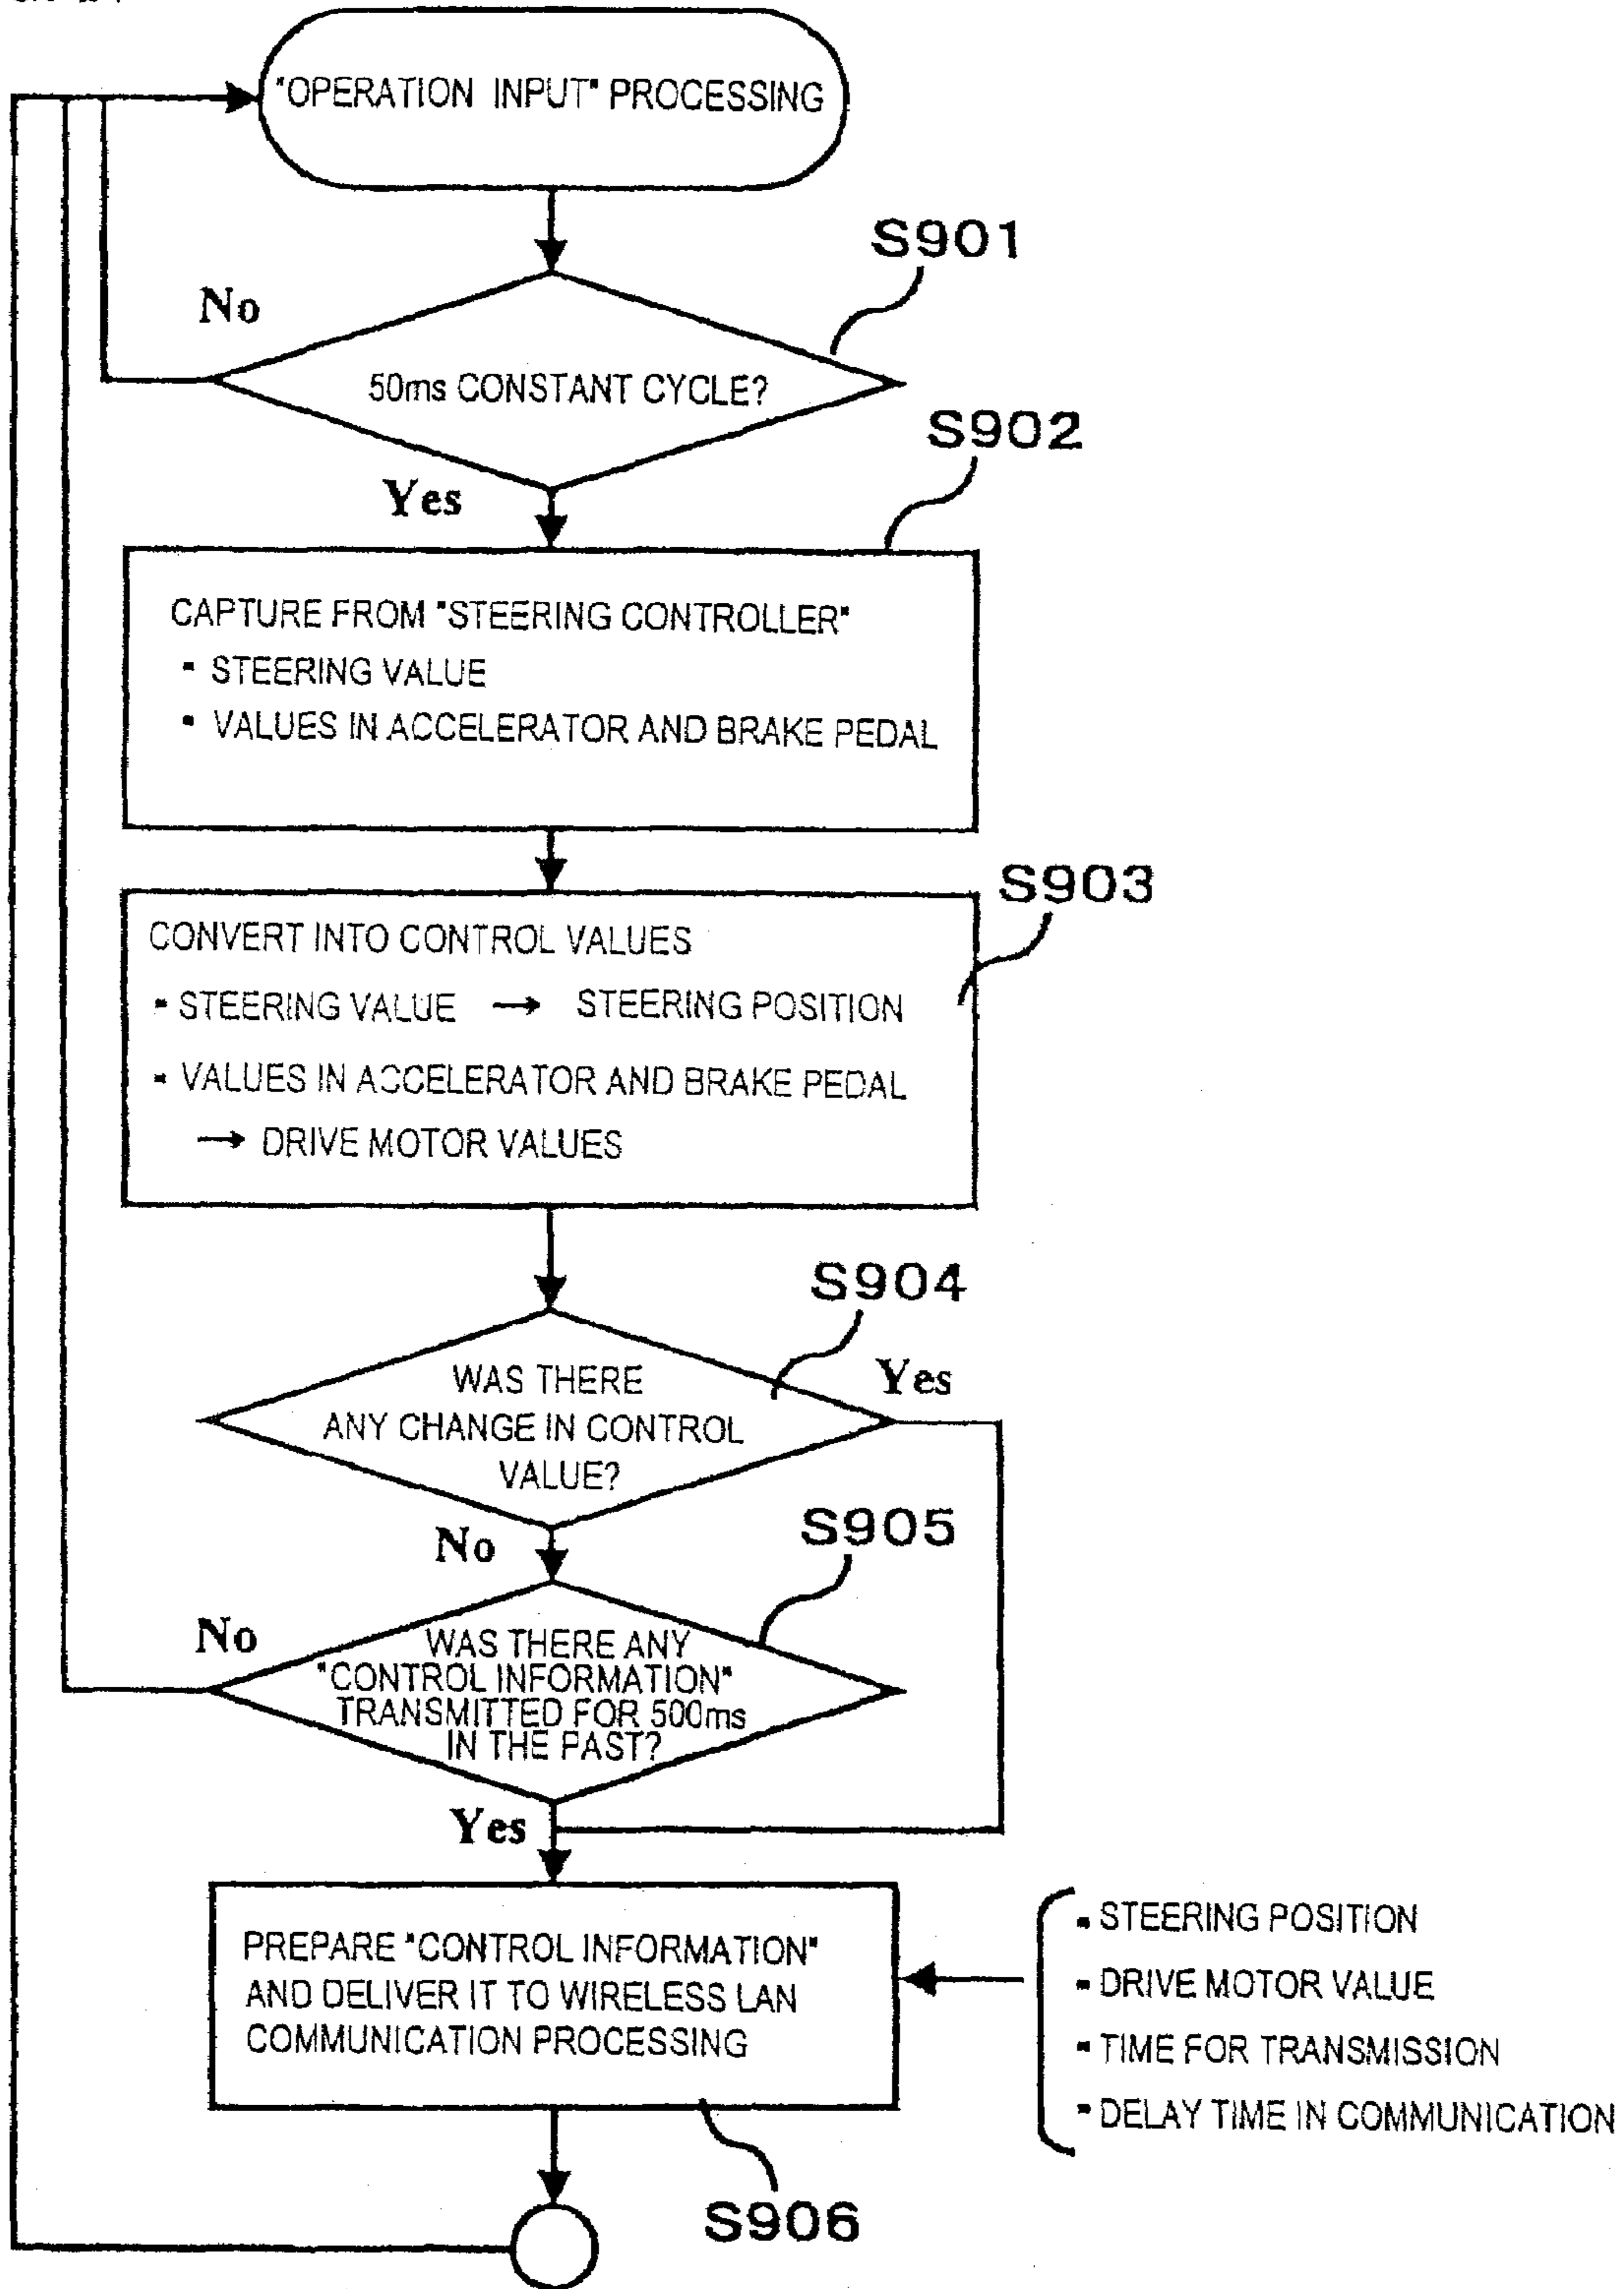 "OPERATION INPUT" PROCESSING
S901
No
50ms CONSTANT CYCLE?
S902
Yes
CAPTURE FROM "STEERING CONTROLLER"
▪ STEERING VALUE
▪ VALUES IN ACCELERATOR AND BRAKE PEDAL
S903
CONVERT INTO CONTROL VALUES
▪ STEERING VALUE → STEERING POSITION
▪ VALUES IN ACCELERATOR AND BRAKE PEDAL
→ DRIVE MOTOR VALUES
S904
Yes
WAS THERE
ANY CHANGE IN CONTROL
VALUE?
No
S905
No
WAS THERE ANY
"CONTROL INFORMATION"
TRANSMITTED FOR 500ms
IN THE PAST?
Yes
PREPARE "CONTROL INFORMATION"
AND DELIVER IT TO WIRELESS LAN
COMMUNICATION PROCESSING
▪ STEERING POSITION
▪ DRIVE MOTOR VALUE
▪ TIME FOR TRANSMISSION
▪ DELAY TIME IN COMMUNICATION
S906